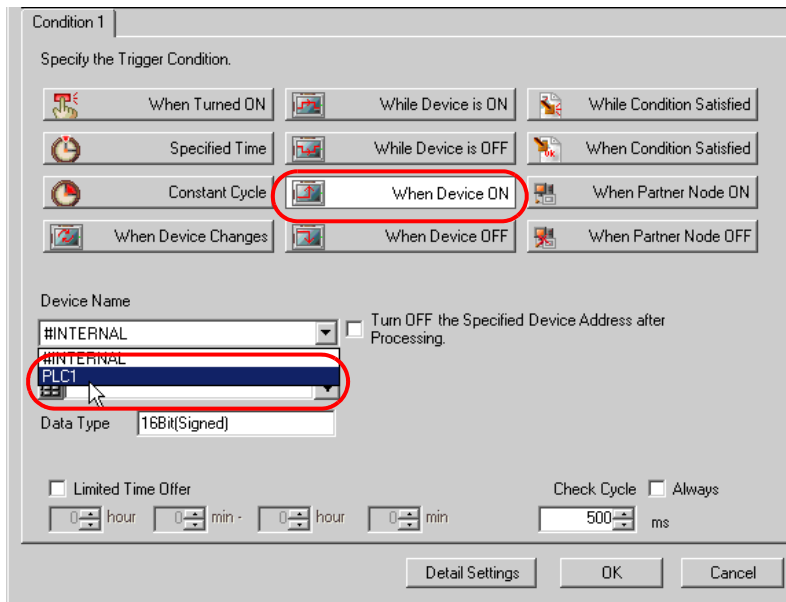 Condition 1
Specify the Trigger Condition.
When Turned ON
While Device is ON
While Condition Satisfied
Specified Time
While Device is OFF
When Condition Satisfied
Constant Cycle
When Device ON
When Partner Node ON
When Device Changes
When Device OFF
When Partner Node OFF
Device Name
#INTERNAL
Turn OFF the Specified Device Address after
Processing.
#INTERNAL
PLC1
Data Type 16Bit(Signed)
Limited Time Offer
Check Cycle Always
0 hour 0 min - 0 hour 0 min
500 ms
Detail Settings OK Cancel